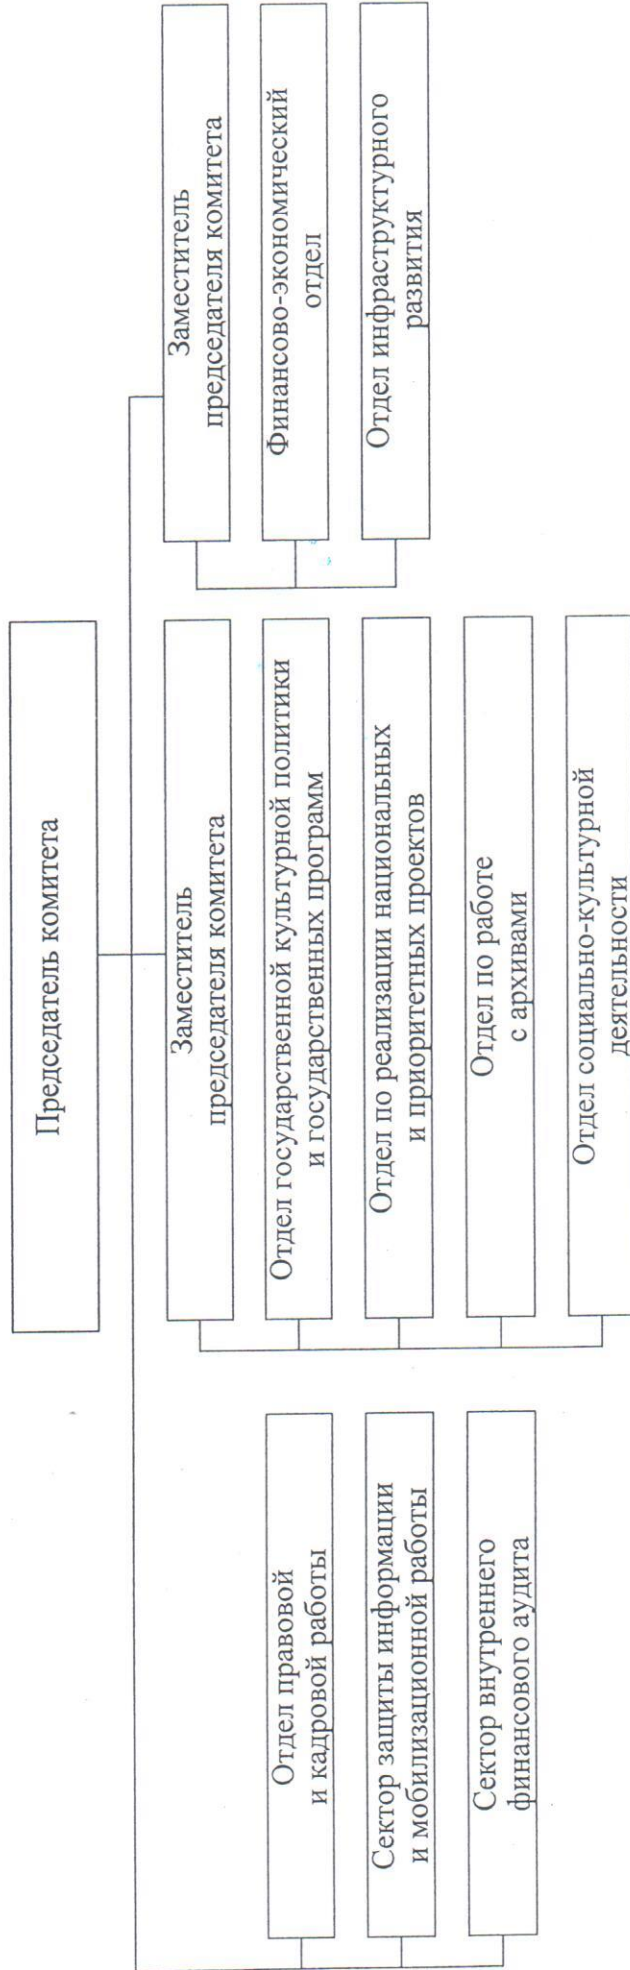 Председатель комитета
Отдел правовой
и кадровой работы
Сектор защиты информации
и мобилизационной работы
Сектор внутреннего
финансового аудита
Заместитель
председателя комитета
Отдел государственной культурной политики
и государственных программ
Отдел по реализации национальных
и приоритетных проектов
Отдел по работе
с архивами
Отдел социально-культурной
деятельности
Заместитель
председателя комитета
Финансово-экономический
отдел
Отдел инфраструктурного
развития